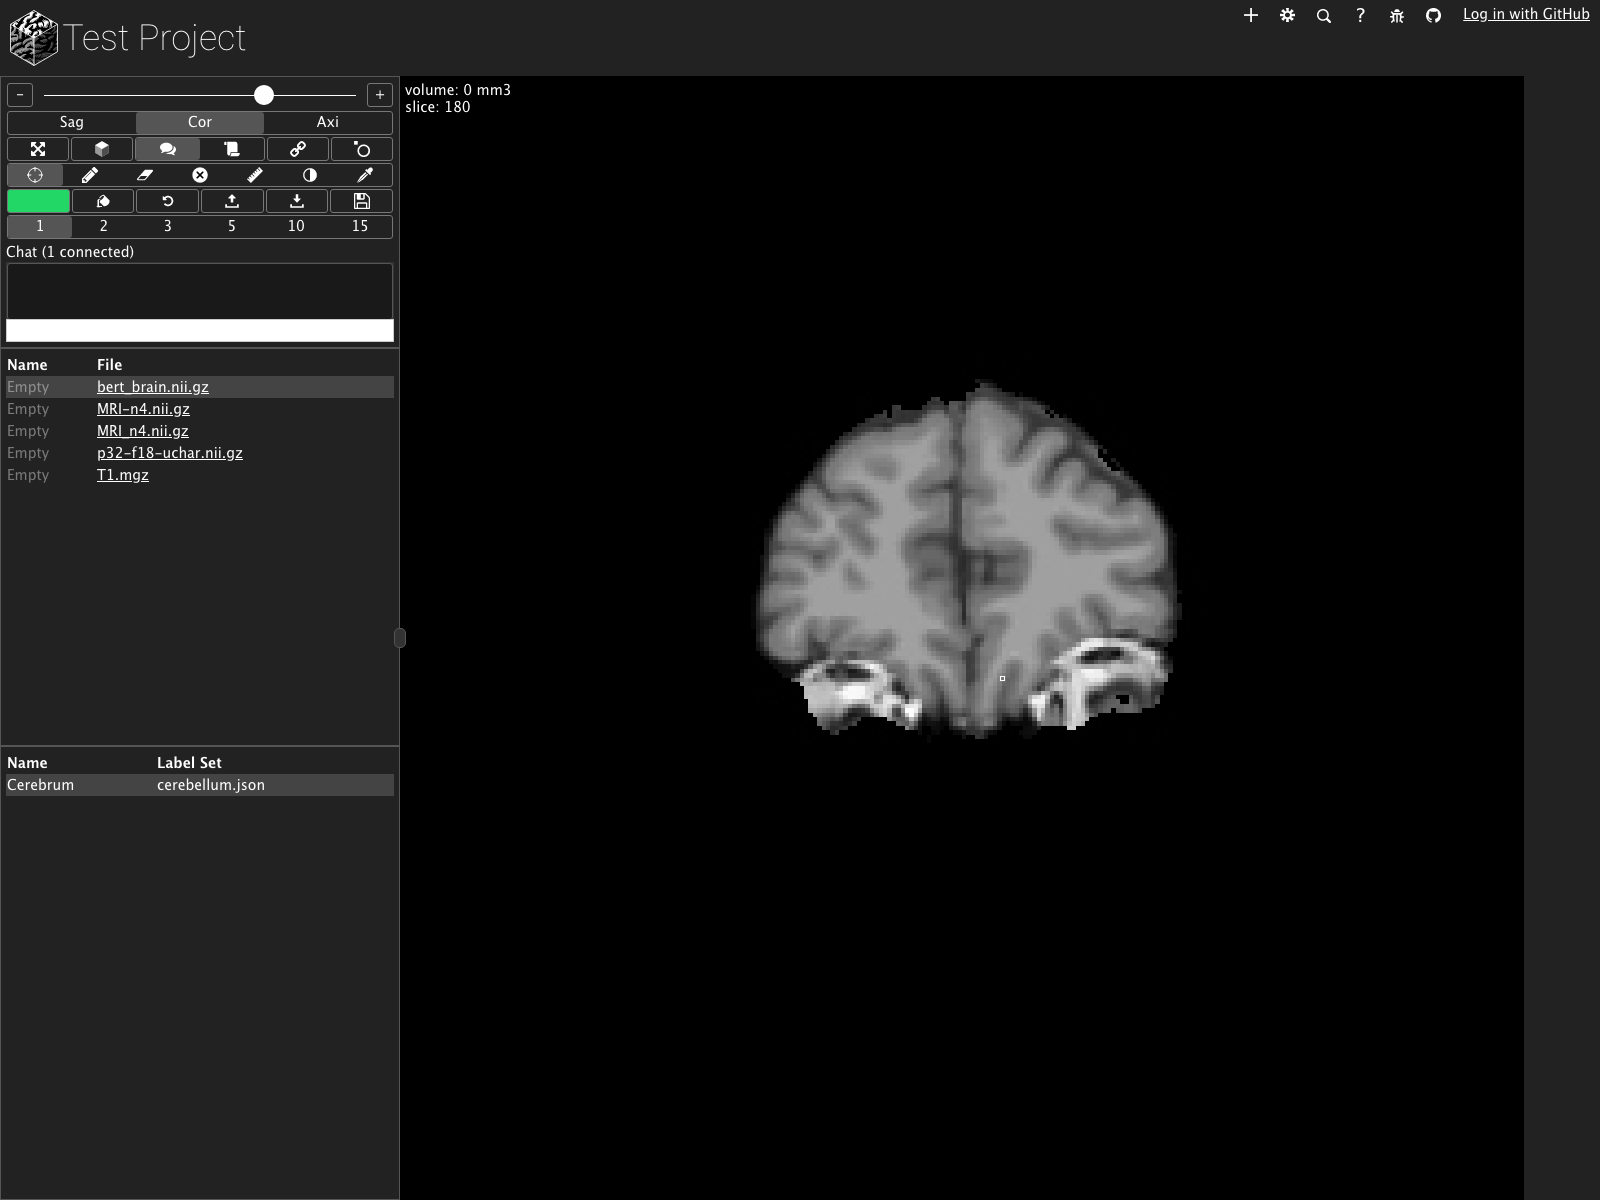 Test Project
+ ? Log in with GitHub
- +
Sag Cor Axi
1 2 3 5 10 15
Chat (1 connected)
Name File
Empty bert_brain.nii.gz
Empty MRI-n4.nii.gz
Empty MRI_n4.nii.gz
Empty p32-f18-uchar.nii.gz
Empty T1.mgz
Name Label Set
Cerebrum cerebellum.json
volume: 0 mm3
slice: 180